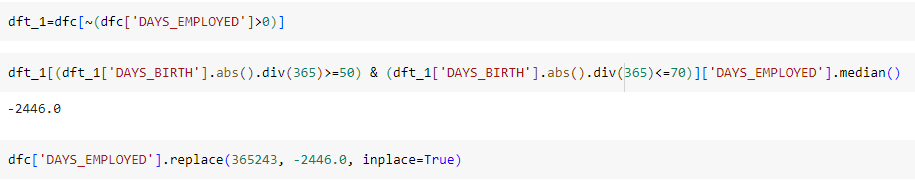 dft_1=dfc[~(dfc['DAYS_EMPLOYED']>0)]
dft_1[(dft_1['DAYS_BIRTH'].abs().div(365)>=50) & (dft_1['DAYS_BIRTH'].abs().div(365)<=70)]['DAYS_EMPLOYED'].median()
-2446.0
dfc['DAYS_EMPLOYED'].replace(365243, -2446.0, inplace=True)